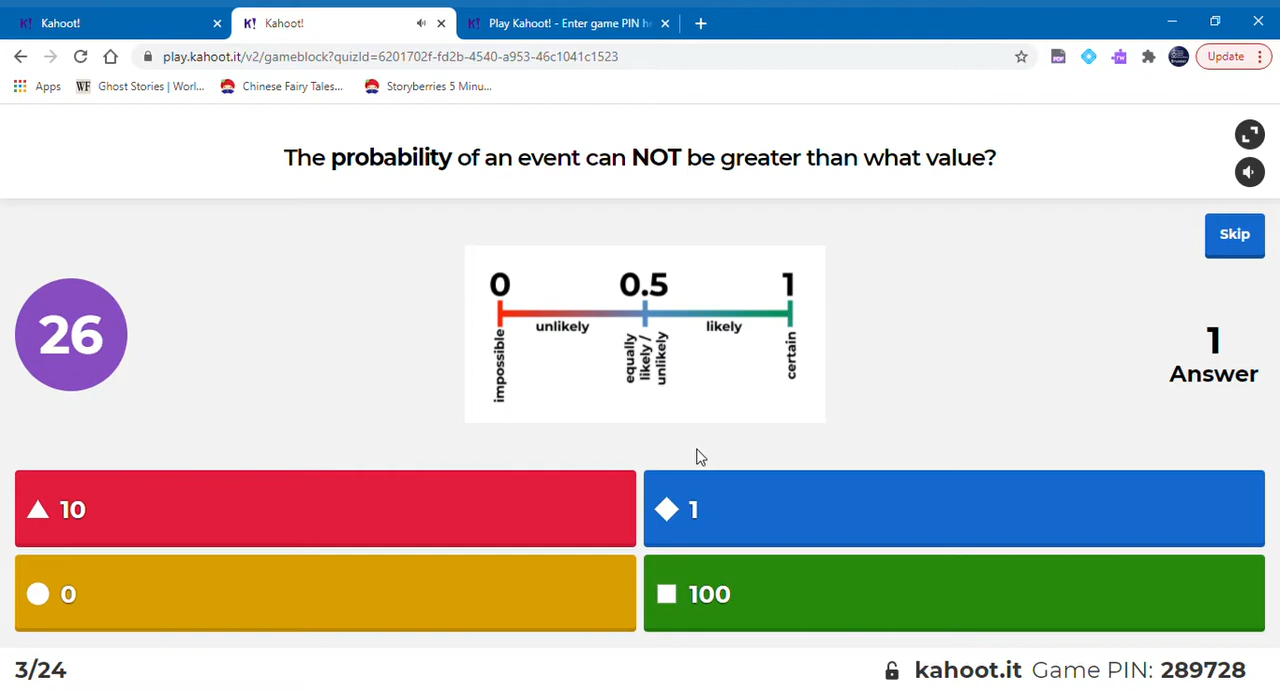 K! Kahoot!
K! Kahoot!
K! Play Kahoot! - Enter game PIN he
play.kahoot.it/v2/gameblock?quizId=6201702f-fd2b-4540-a953-46c1041c1523
Update
Apps
WF Ghost Stories | Worl...
Chinese Fairy Tales...
Storyberries 5 Minu...
The probability of an event can NOT be greater than what value?
Skip
26
0 0.5 1
unlikely likely
impossible
equally
likely /
unlikely
certain
1
Answer
10
1
0
100
3/24
kahoot.it Game PIN: 289728